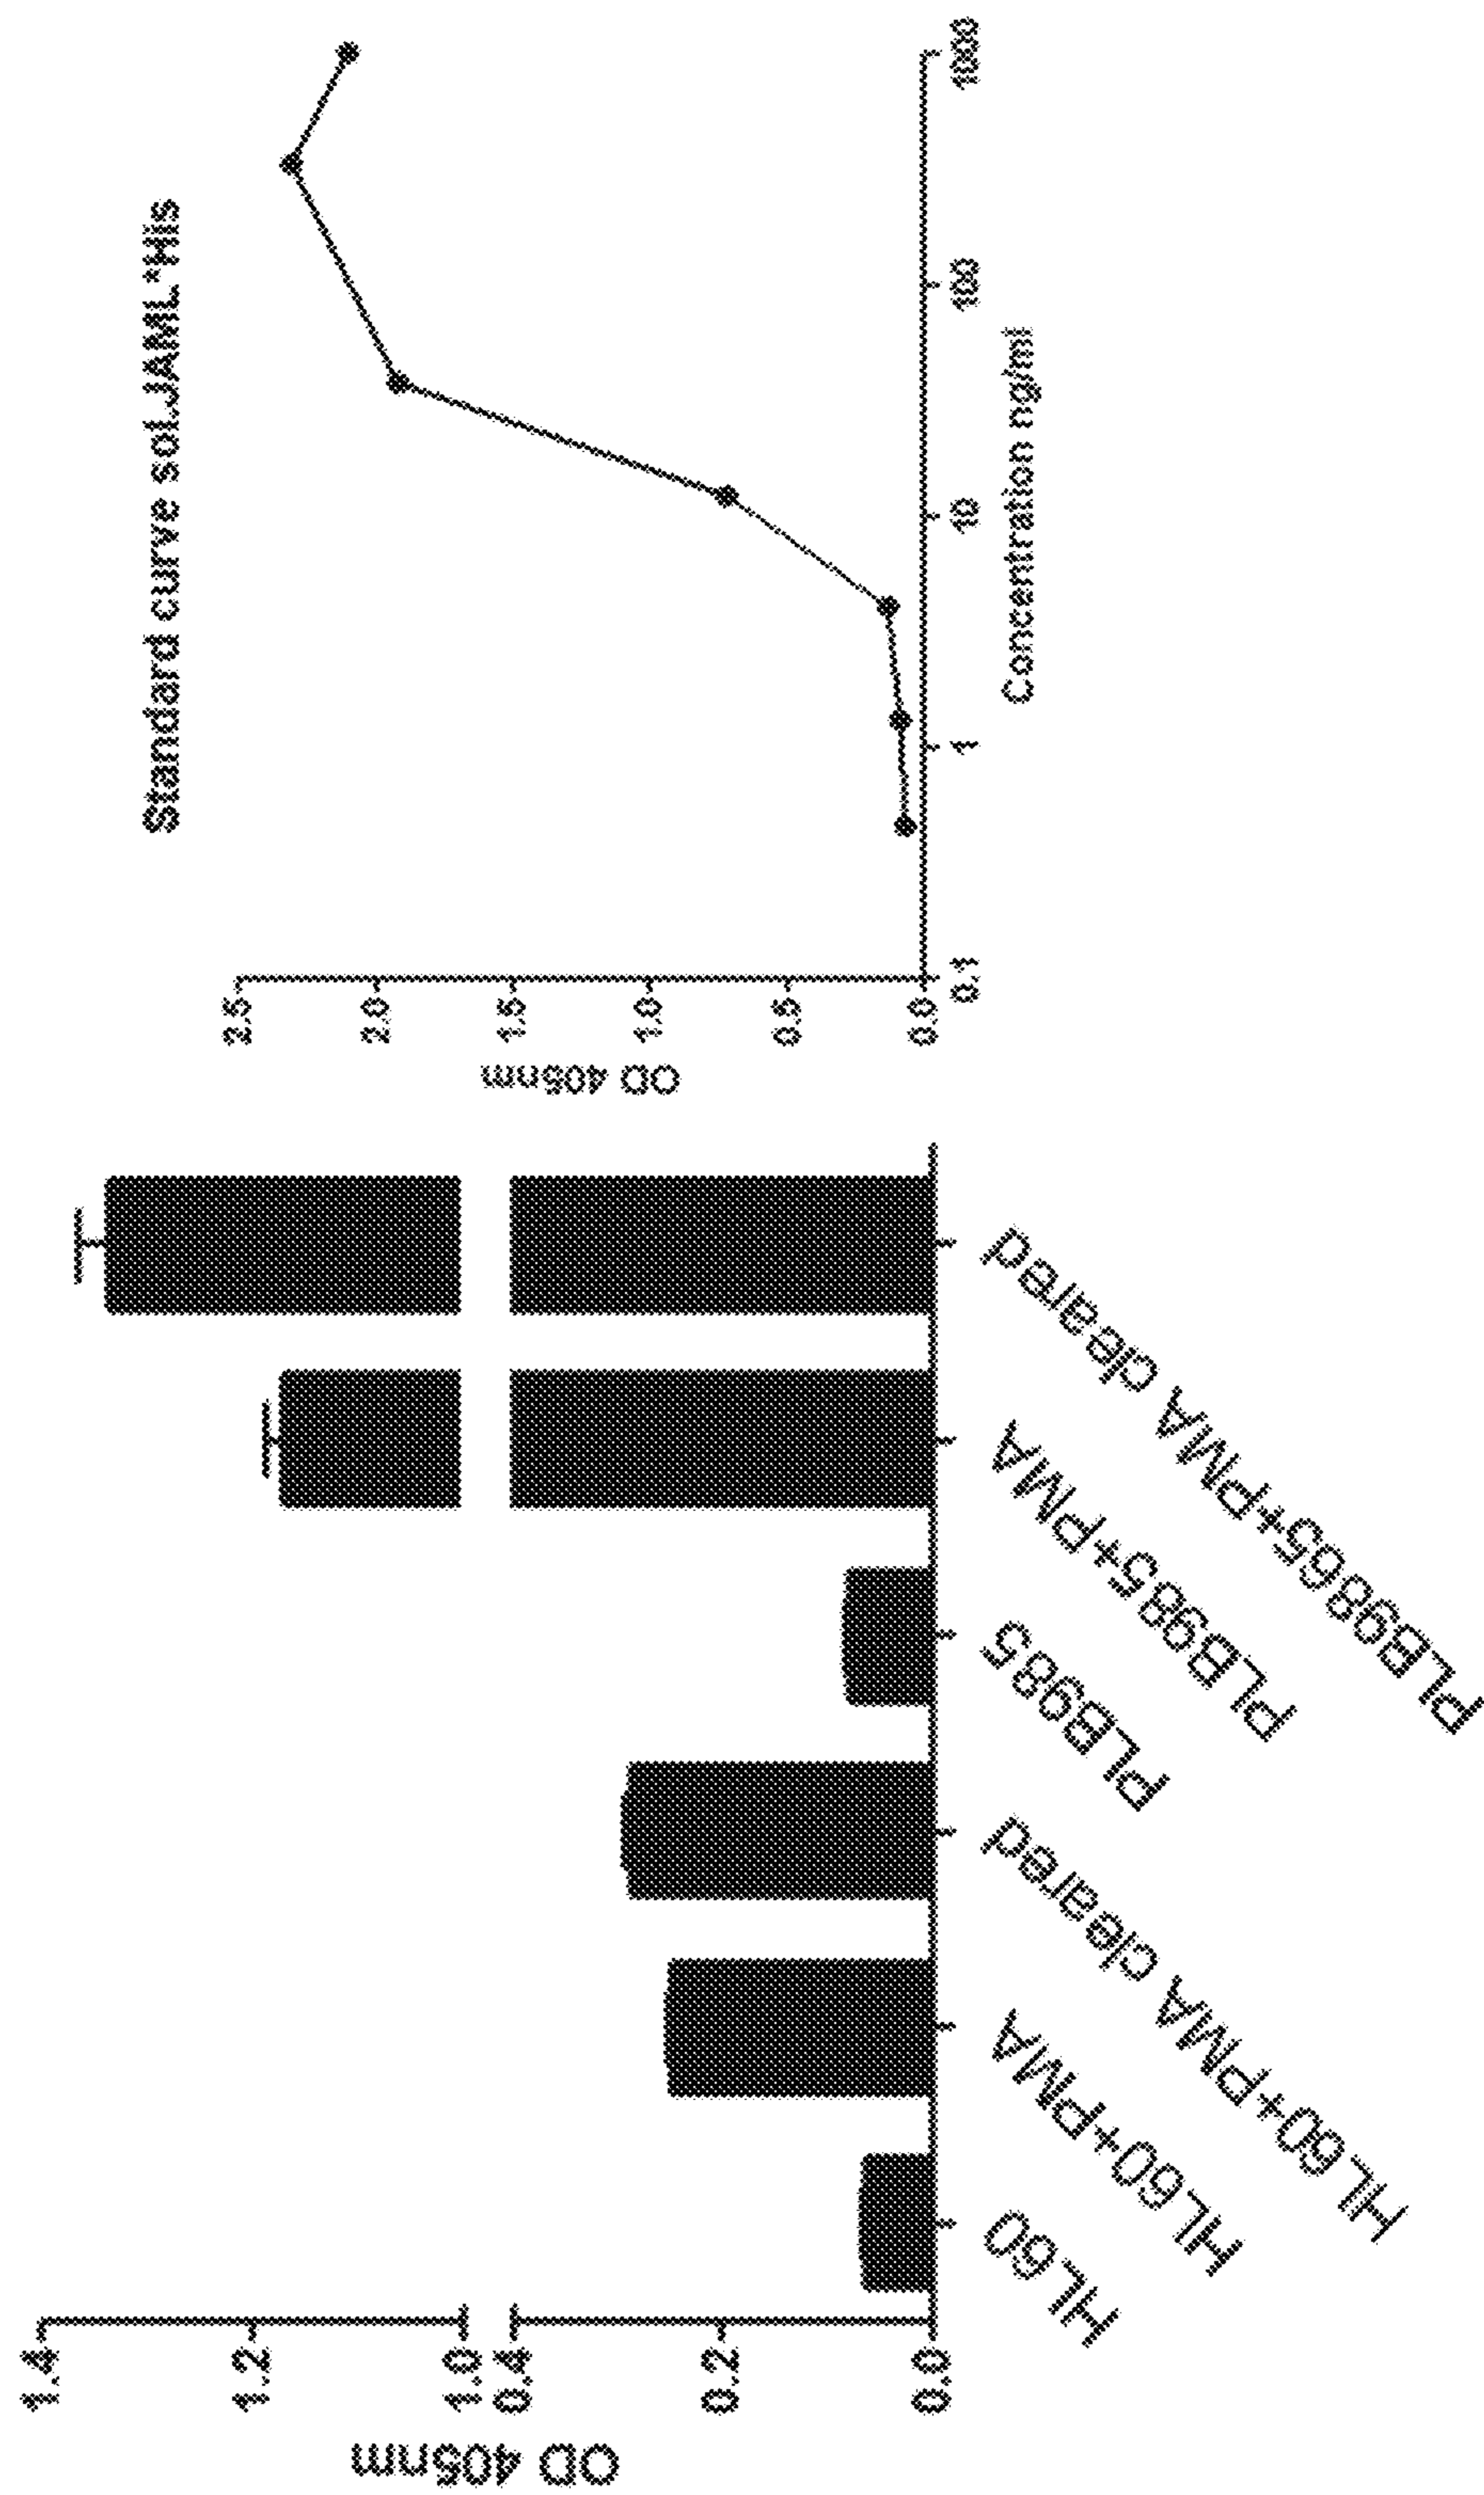 OD 405nm
1.4
1.2
1.0
0.4
0.2
0.0
HL60
HL60+PMA
HL60+PMA cleared
PLB985
PLB985+PMA
PLB9865+PMA cleared
Standard curve sol.JAML*His
OD 405nm
2.5
2.0
1.5
1.0
0.5
0.0
0.1
1
10
100
1000
Concentration ng/ml